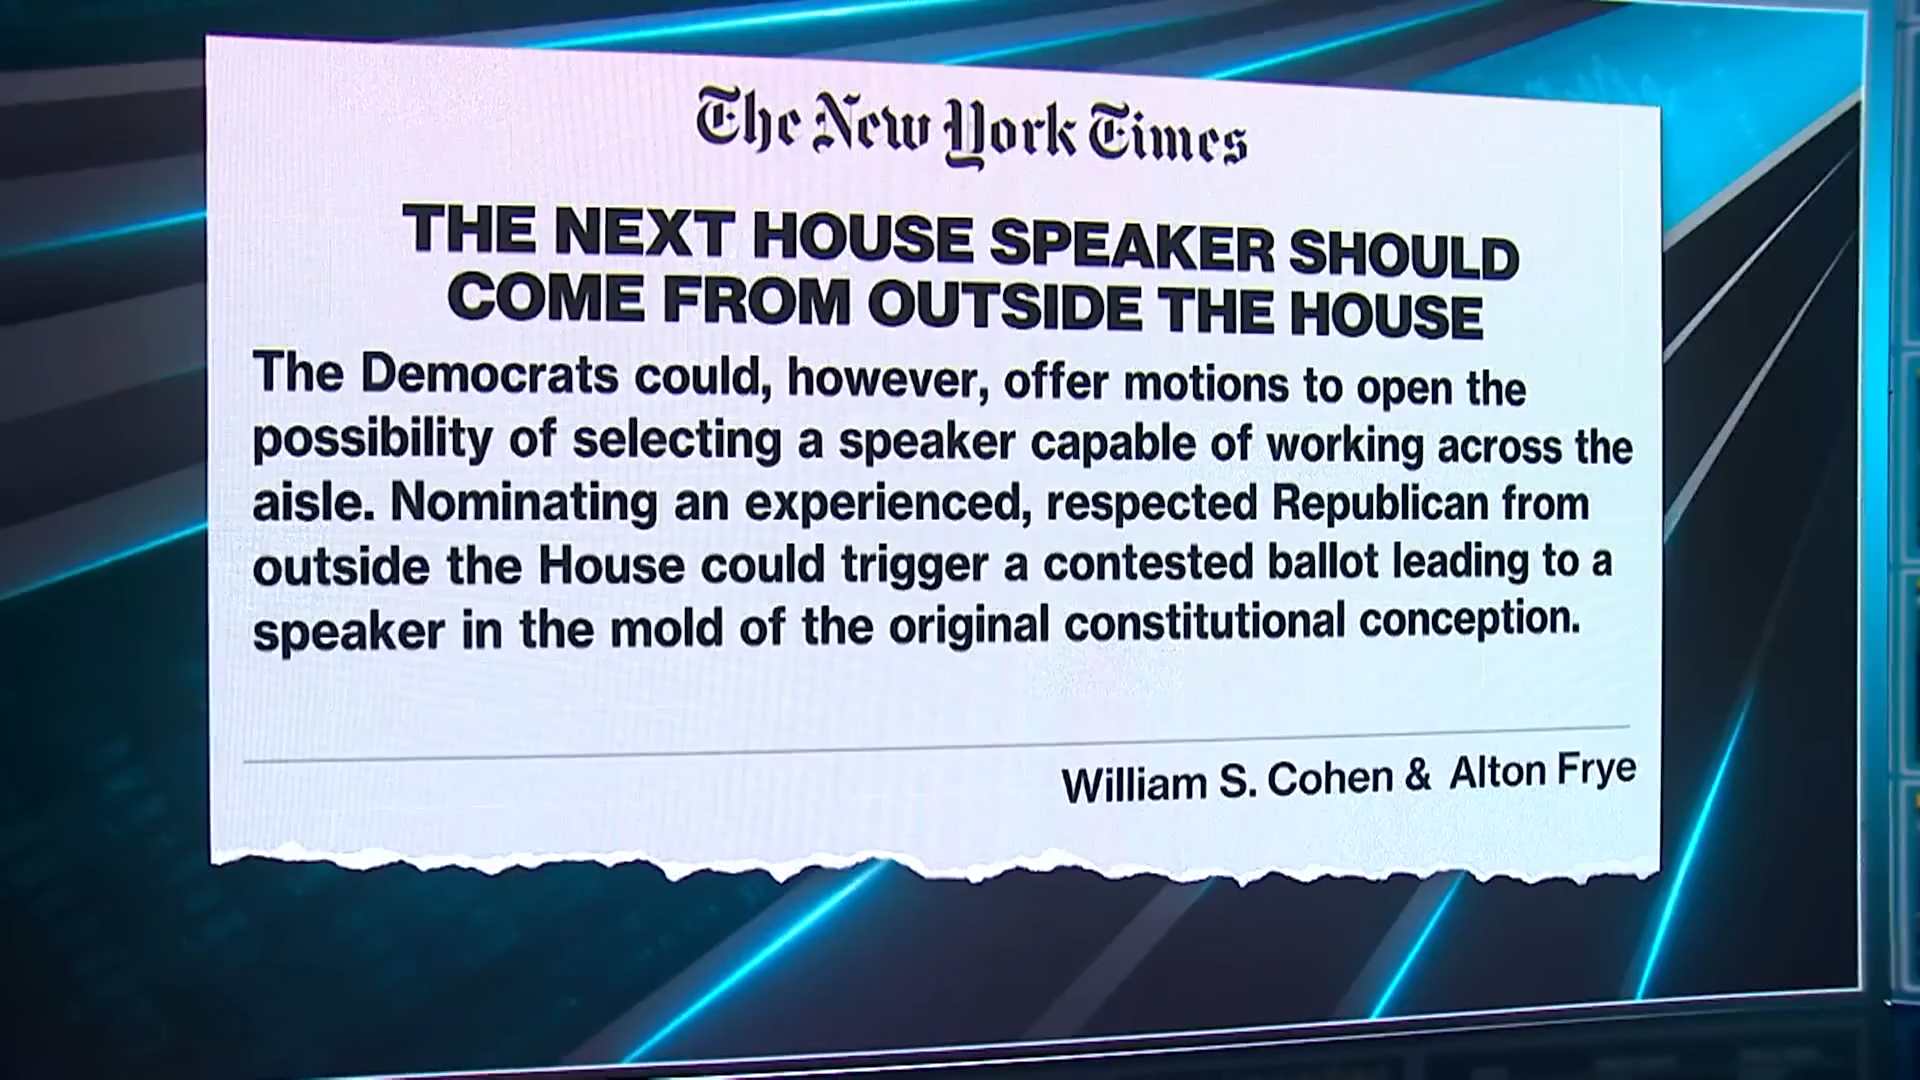 The New York Times
THE NEXT HOUSE SPEAKER SHOULD
COME FROM OUTSIDE THE HOUSE
The Democrats could, however, offer motions to open the
possibility of selecting a speaker capable of working across the
aisle. Nominating an experienced, respected Republican from
outside the House could trigger a contested ballot leading to a
speaker in the mold of the original constitutional conception.
William S. Cohen & Alton Frye